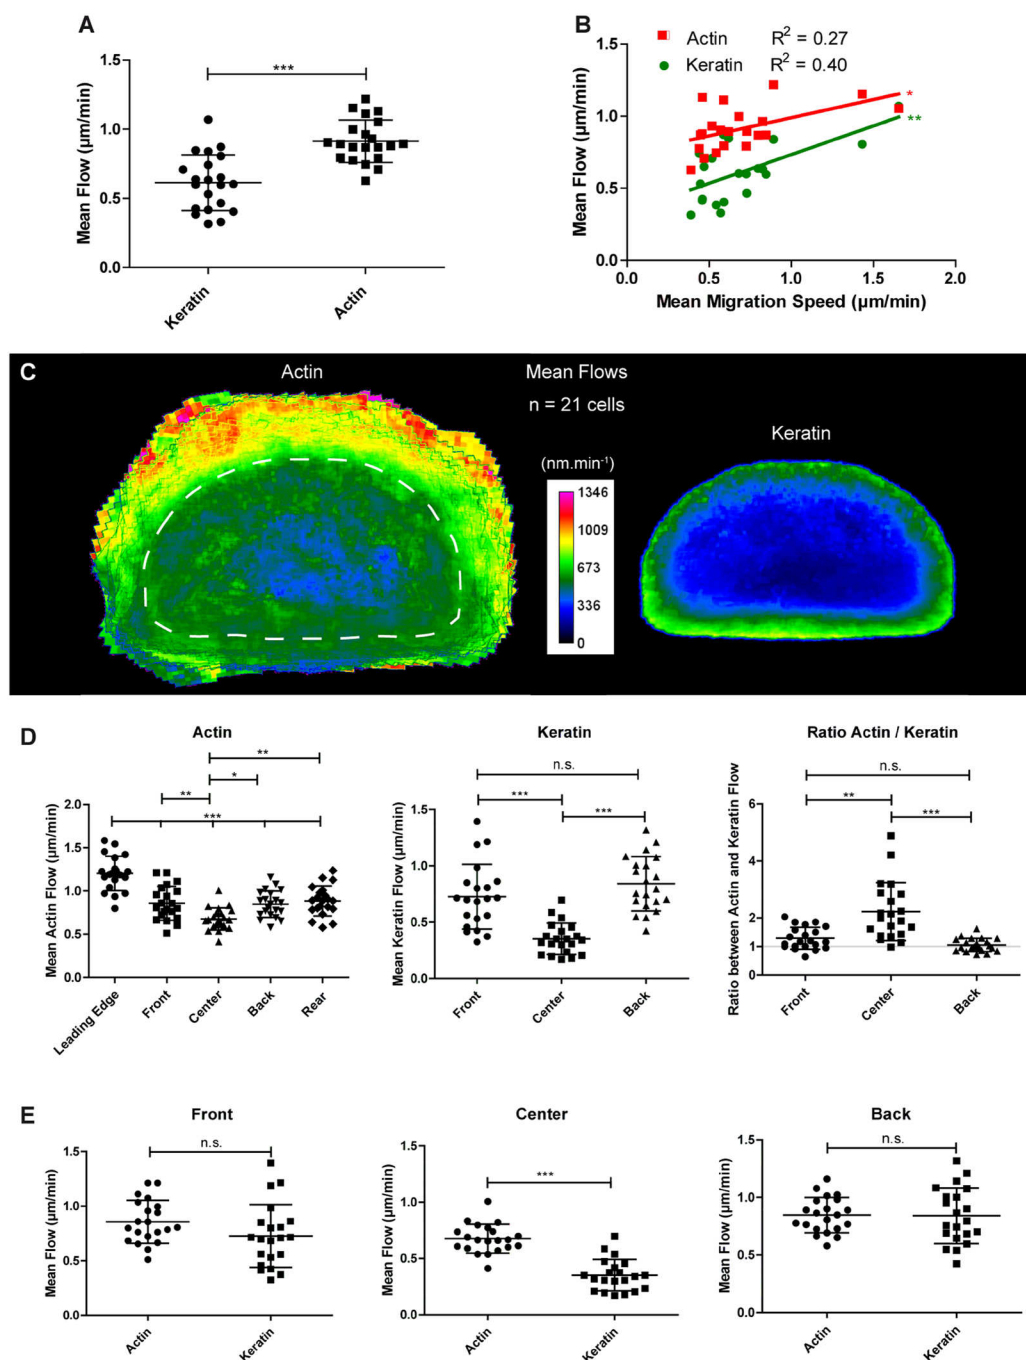 A
Mean Flow (µm/min)
1.5
1.0
0.5
0.0
***
Keratin
Actin
B
Actin R² = 0.27
Keratin R² = 0.40
Mean Flow (µm/min)
1.5
1.0
0.5
0.0
*
**
0.0 0.5 1.0 1.5 2.0
Mean Migration Speed (µm/min)
C
Actin
Mean Flows
n = 21 cells
Keratin
(nm.min⁻¹)
1346
1009
673
336
0
D
Actin
Mean Actin Flow (µm/min)
2.0
1.5
1.0
0.5
0.0
**
*
**
***
Leading Edge
Front
Center
Back
Rear
Keratin
Mean Keratin Flow (µm/min)
1.5
1.0
0.5
0.0
n.s.
***
***
Front
Center
Back
Ratio Actin / Keratin
Ratio between Actin and Keratin Flow
6
4
2
1
0
n.s.
**
***
Front
Center
Back
E
Front
Mean Flow (µm/min)
1.5
1.0
0.5
0.0
n.s.
Actin
Keratin
Center
Mean Flow (µm/min)
1.5
1.0
0.5
0.0
***
Actin
Keratin
Back
Mean Flow (µm/min)
1.5
1.0
0.5
0.0
n.s.
Actin
Keratin